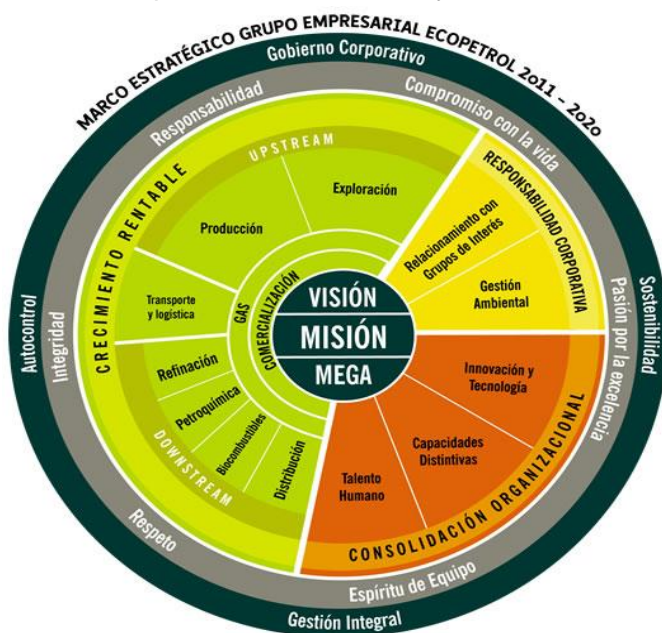 MARCO ESTRATÉGICO GRUPO EMPRESARIAL ECOPETROL 2011 - 2020
Gobierno Corporativo
Responsabilidad
Compromiso con la vida
UPSTREAM
CRECIMIENTO RENTABLE
RESPONSABILIDAD CORPORATIVA
Exploración
Producción
Relacionamiento con
Grupos de Interés
Gestión
Ambiental
Transporte
y logística
GAS
COMERCIALIZACIÓN
VISIÓN
MISIÓN
MEGA
Autocontrol
Integridad
Sostenibilidad
Pasión por la excelencia
Refinación
Petroquímica
Biocombustibles
Distribución
DOWNSTREAM
Innovación y
Tecnología
Capacidades
Distintivas
Talento
Humano
CONSOLIDACIÓN ORGANIZACIONAL
Respeto
Espíritu de Equipo
Gestión Integral